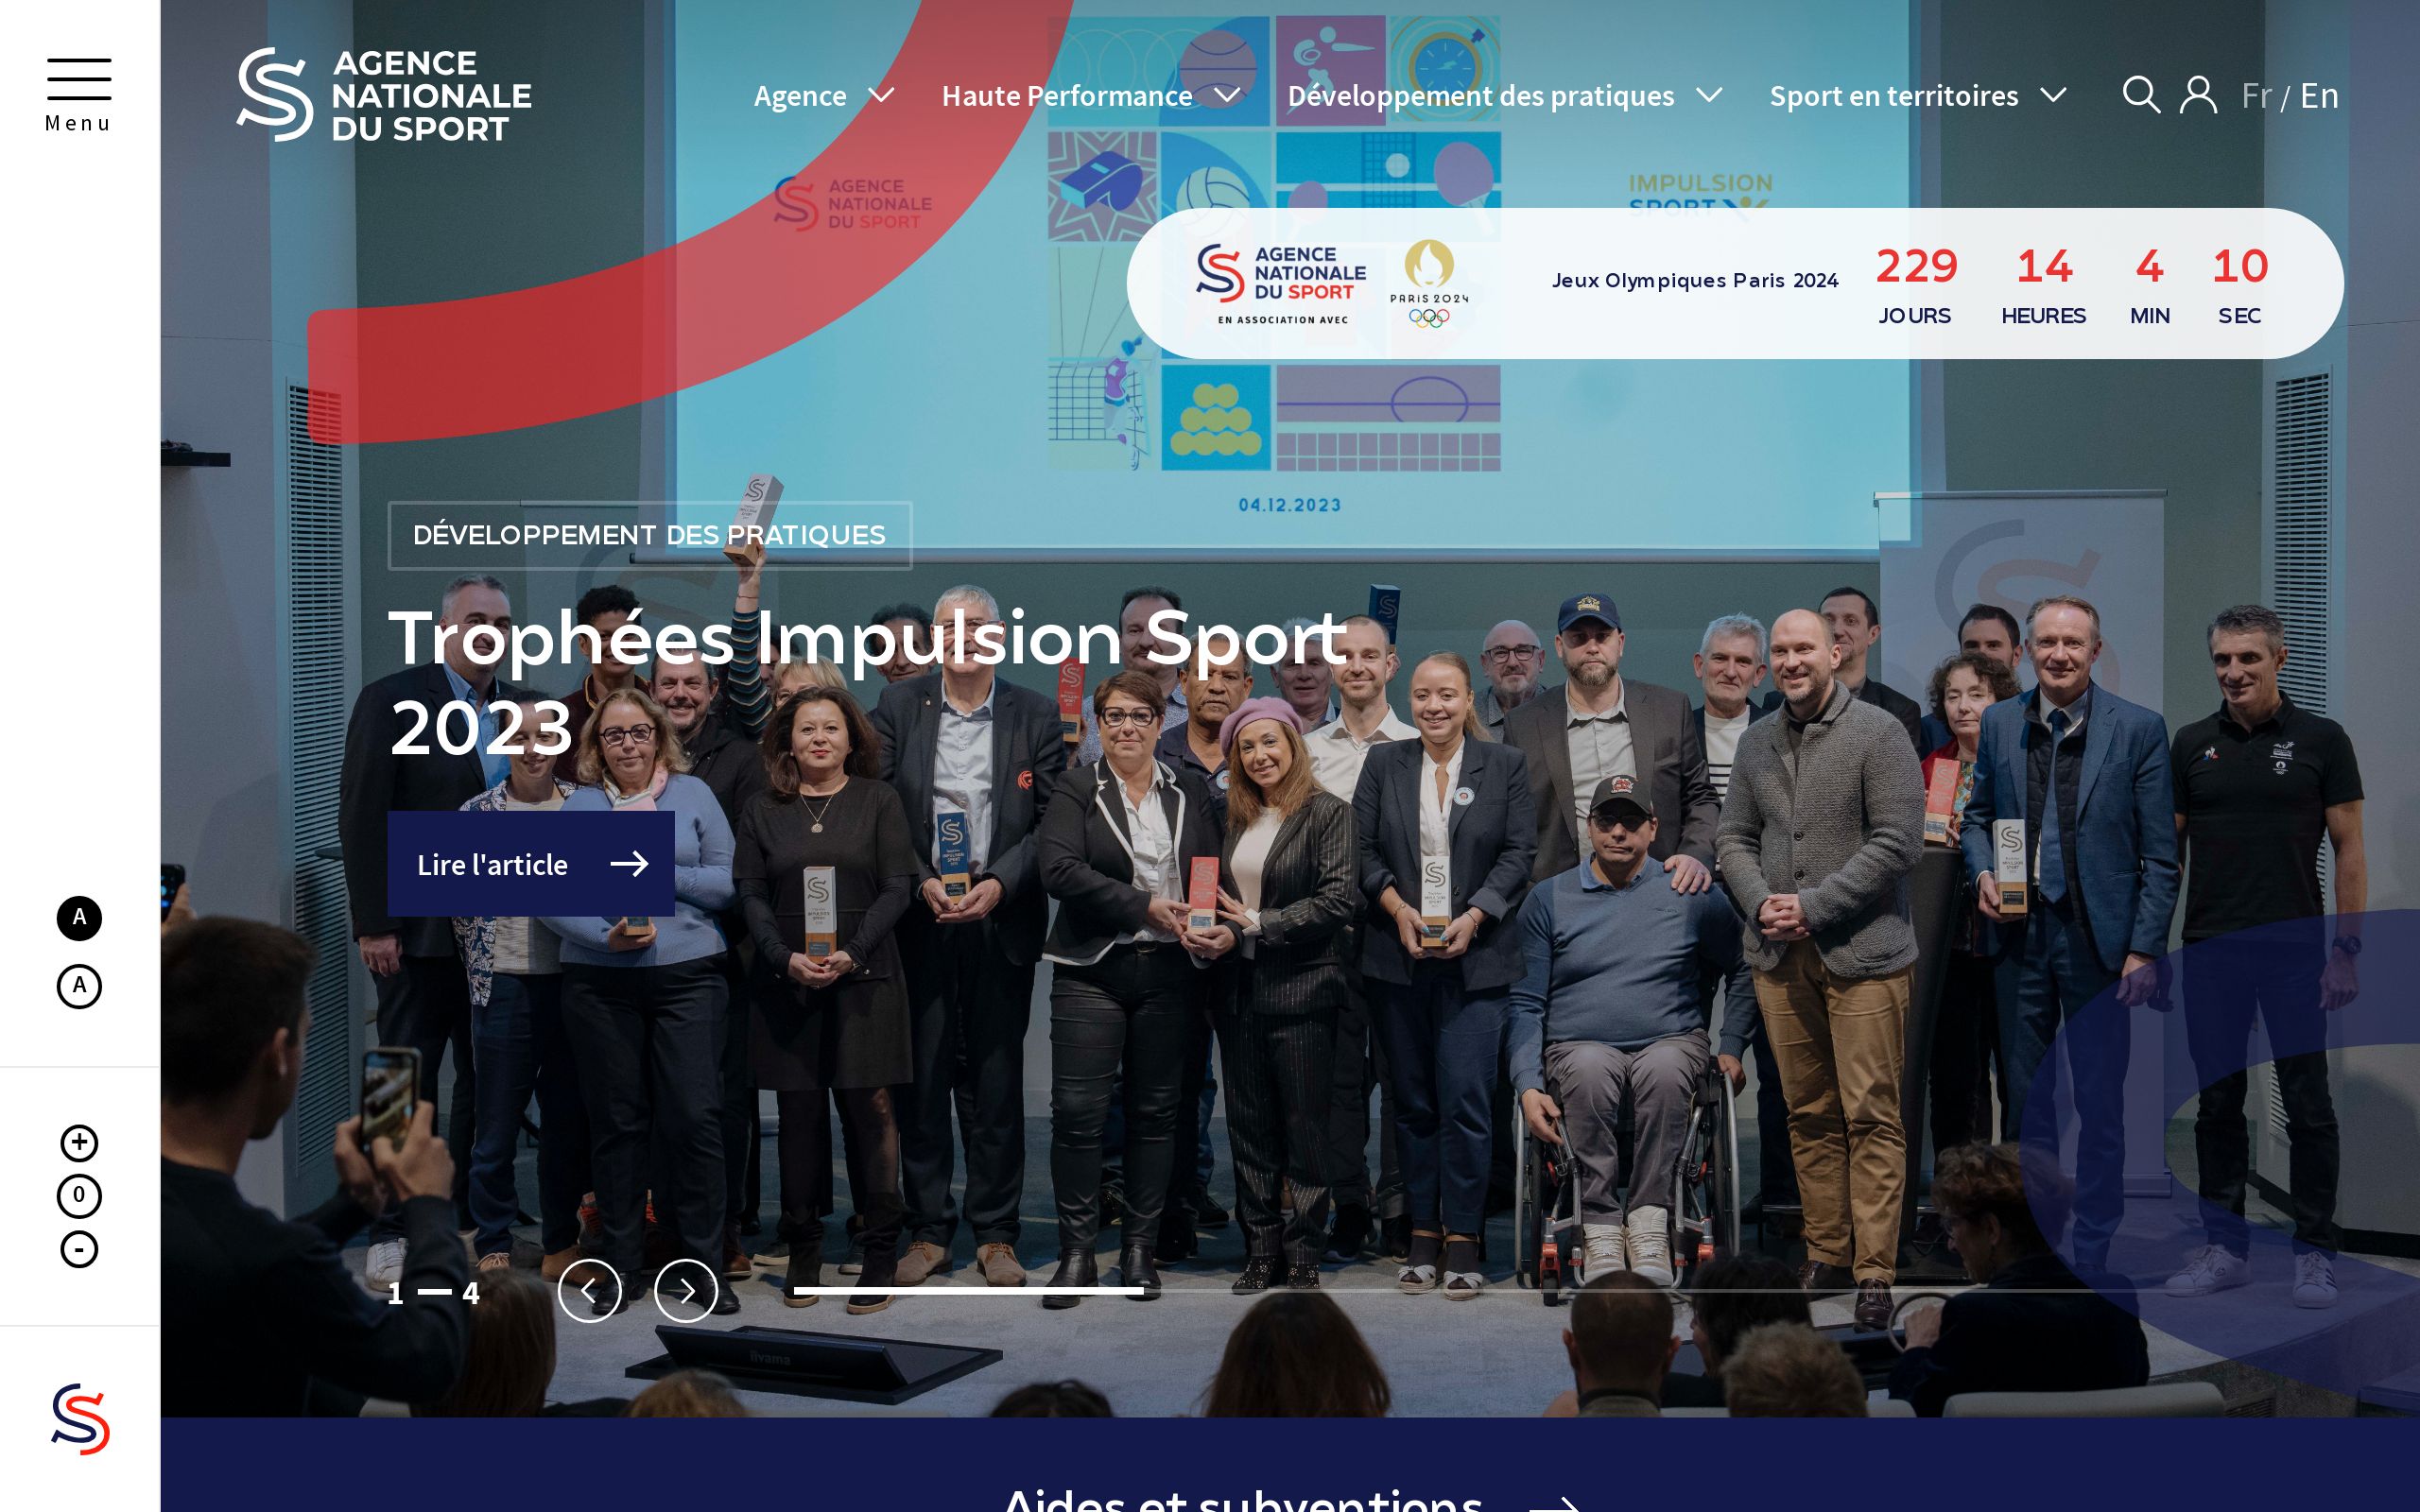 Menu
AGENCE
NATIONALE
DU SPORT
Agence
Haute Performance
Développement des pratiques
Sport en territoires
Fr / En
AGENCE
NATIONALE
DU SPORT
IMPULSION
SPORT
AGENCE
NATIONALE
DU SPORT
EN ASSOCIATION AVEC
PARIS 2024
Jeux Olympiques Paris 2024
229 14 4 10
JOURS HEURES MIN SEC
04.12.2023
DÉVELOPPEMENT DES PRATIQUES
Trophées Impulsion Sport
2023
Lire l'article
A
A
+
0
-
1 — 4
iiyama
Aides et subventions